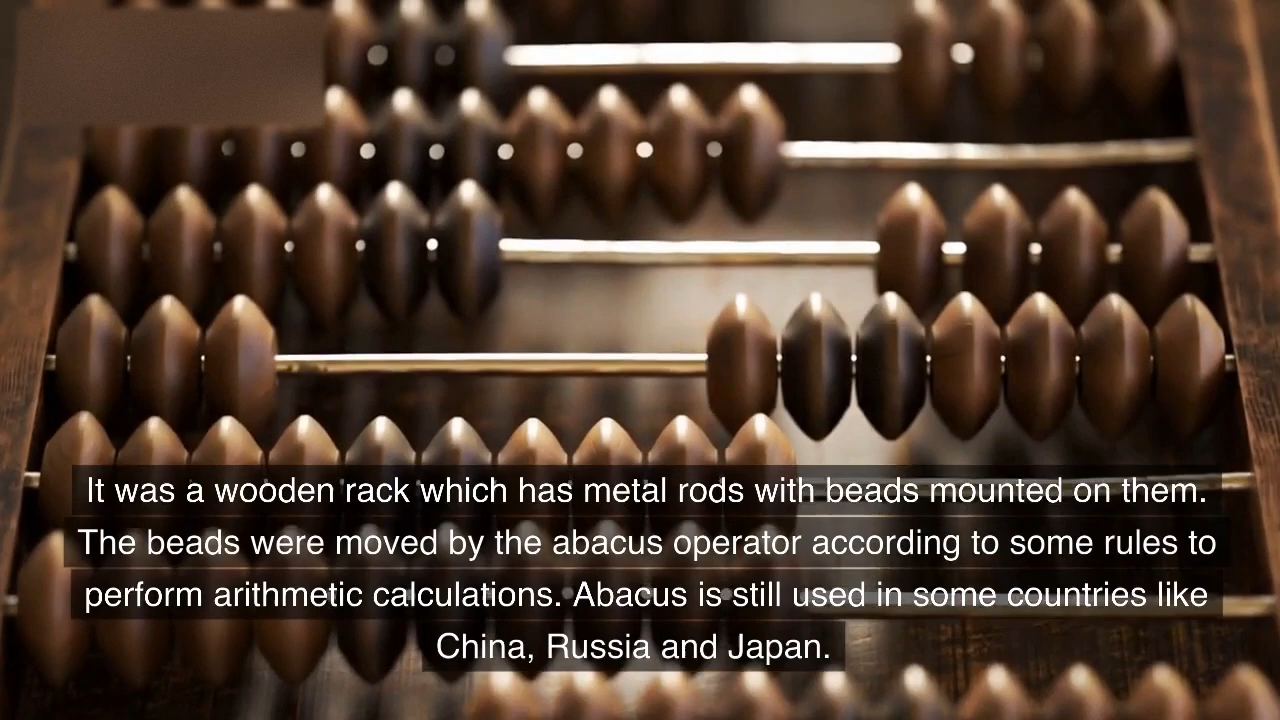 It was a wooden rack which has metal rods with beads mounted on them.
The beads were moved by the abacus operator according to some rules to
perform arithmetic calculations. Abacus is still used in some countries like
China, Russia and Japan.